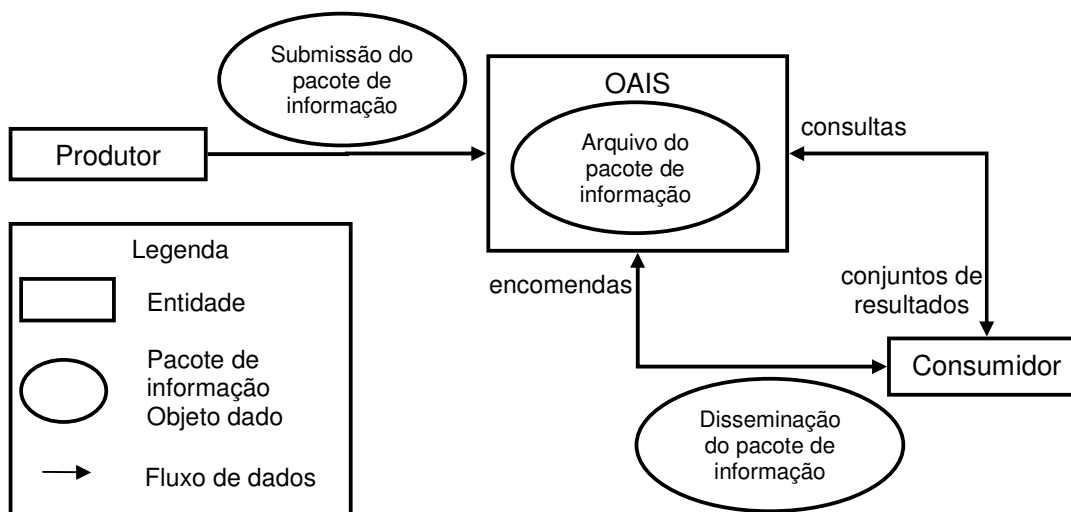 Submissão do
pacote de
informação
OAIS
Produtor
Arquivo do
pacote de
informação
consultas
Legenda
Entidade
Pacote de
informação
Objeto dado
Fluxo de dados
encomendas
conjuntos de
resultados
Consumidor
Disseminação
do pacote de
informação